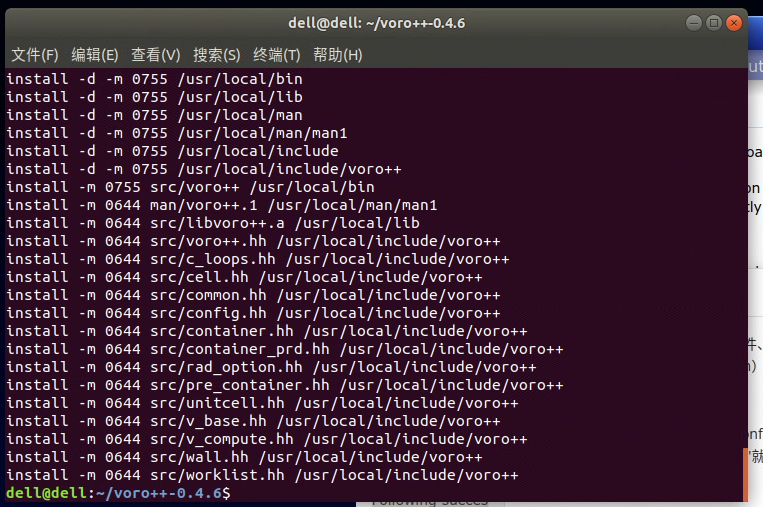 dell@dell: ~/voro++-0.4.6
文件(F) 编辑(E) 查看(V) 搜索(S) 终端(T) 帮助(H)
install -d -m 0755 /usr/local/bin
install -d -m 0755 /usr/local/lib
install -d -m 0755 /usr/local/man
install -d -m 0755 /usr/local/man/man1
install -d -m 0755 /usr/local/include
install -d -m 0755 /usr/local/include/voro++
install -m 0755 src/voro++ /usr/local/bin
install -m 0644 man/voro++.1 /usr/local/man/man1
install -m 0644 src/libvoro++.a /usr/local/lib
install -m 0644 src/voro++.hh /usr/local/include/voro++
install -m 0644 src/c_loops.hh /usr/local/include/voro++
install -m 0644 src/cell.hh /usr/local/include/voro++
install -m 0644 src/common.hh /usr/local/include/voro++
install -m 0644 src/config.hh /usr/local/include/voro++
install -m 0644 src/container.hh /usr/local/include/voro++
install -m 0644 src/container_prd.hh /usr/local/include/voro++
install -m 0644 src/rad_option.hh /usr/local/include/voro++
install -m 0644 src/pre_container.hh /usr/local/include/voro++
install -m 0644 src/unitcell.hh /usr/local/include/voro++
install -m 0644 src/v_base.hh /usr/local/include/voro++
install -m 0644 src/v_compute.hh /usr/local/include/voro++
install -m 0644 src/wall.hh /usr/local/include/voro++
install -m 0644 src/worklist.hh /usr/local/include/voro++
dell@dell:~/voro++-0.4.6$